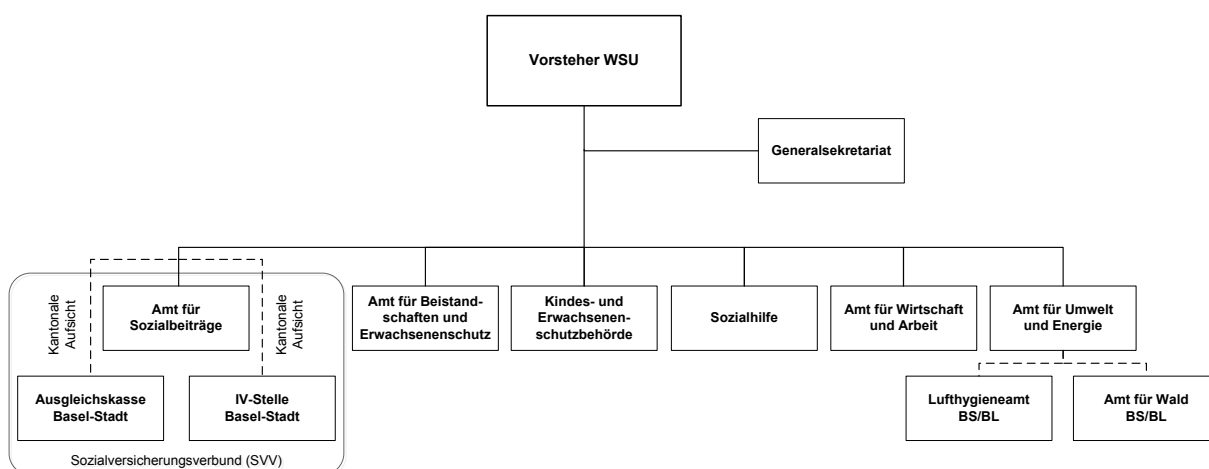 Vorsteher WSU
Generalsekretariat
Kantonale
Aufsicht
Amt für
Sozialbeiträge
Kantonale
Aufsicht
Amt für Beistand-
schaften und
Erwachsenenschutz
Kindes- und
Erwachsenen-
schutzbehörde
Sozialhilfe
Amt für Wirtschaft
und Arbeit
Amt für Umwelt
und Energie
Ausgleichskasse
Basel-Stadt
IV-Stelle
Basel-Stadt
Lufthygieneamt
BS/BL
Amt für Wald
BS/BL
Sozialversicherungsverbund (SVV)